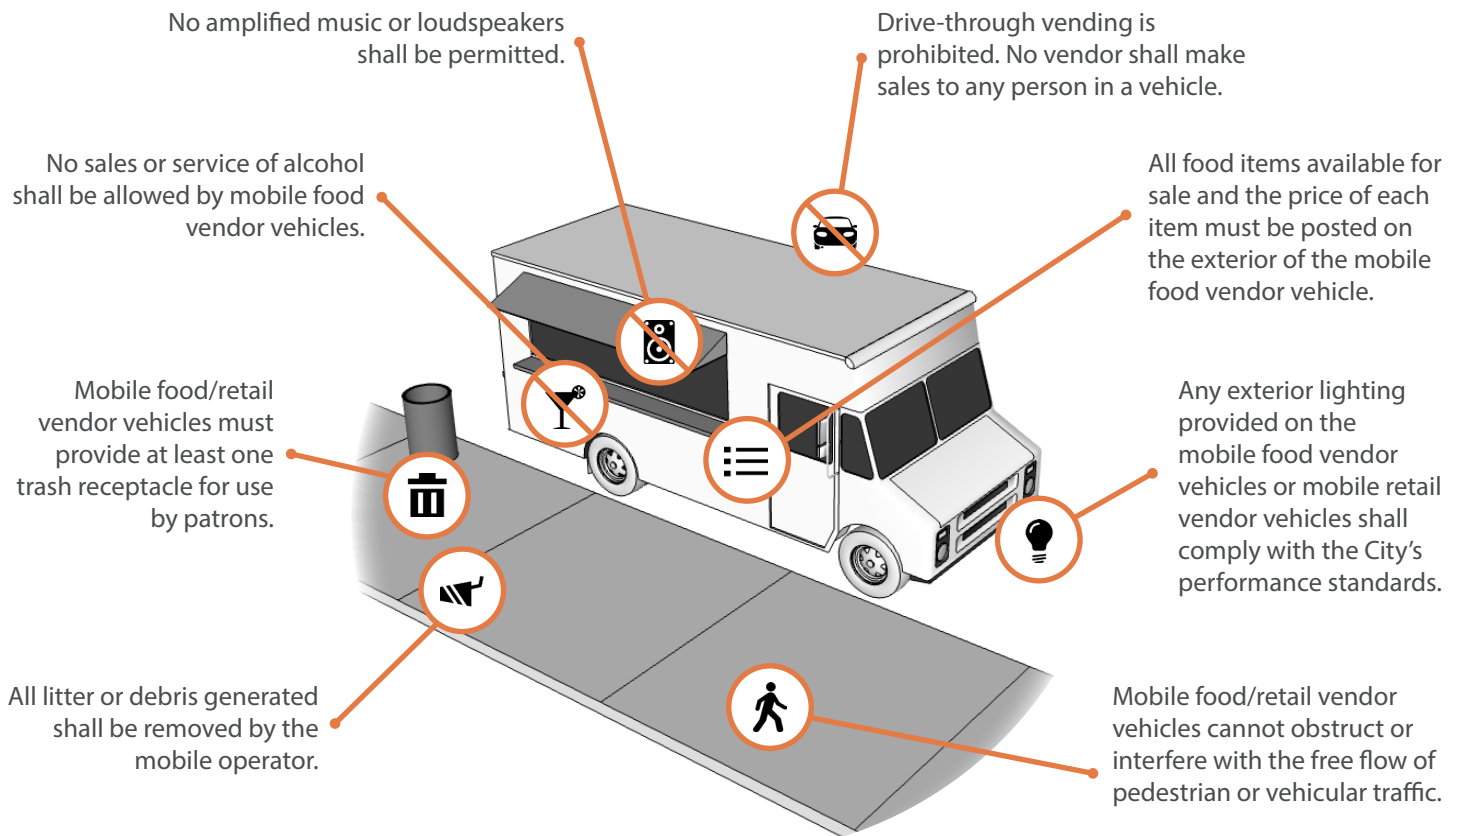 No amplified music or loudspeakers
shall be permitted.
Drive-through vending is
prohibited. No vendor shall make
sales to any person in a vehicle.
No sales or service of alcohol
shall be allowed by mobile food
vendor vehicles.
All food items available for
sale and the price of each
item must be posted on
the exterior of the mobile
food vendor vehicle.
Mobile food/retail
vendor vehicles must
provide at least one
trash receptacle for use
by patrons.
Any exterior lighting
provided on the
mobile food vendor
vehicles or mobile retail
vendor vehicles shall
comply with the City’s
performance standards.
All litter or debris generated
shall be removed by the
mobile operator.
Mobile food/retail vendor
vehicles cannot obstruct or
interfere with the free flow of
pedestrian or vehicular traffic.